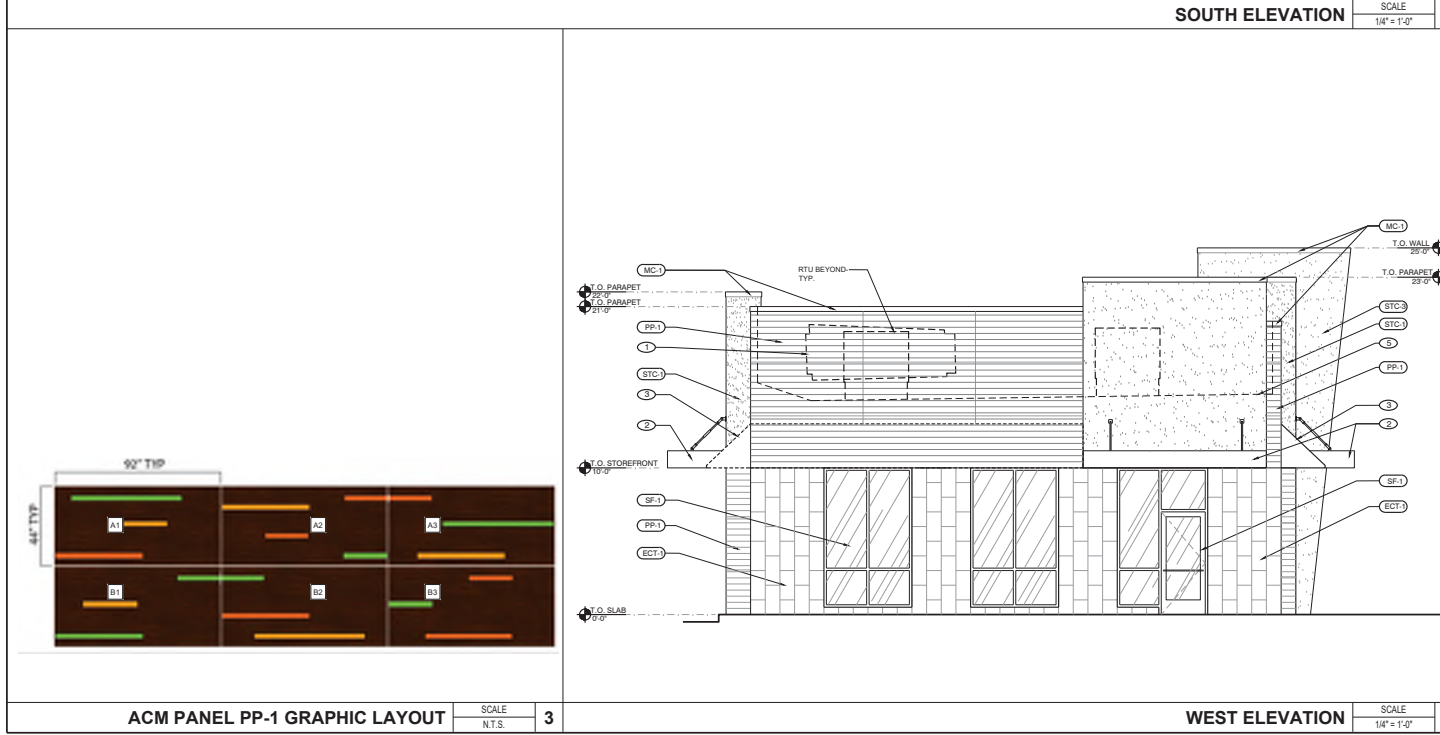 SOUTH ELEVATION
SCALE
1/4" = 1'-0"
92" TYP
44" TYP
A1
A2
A3
B1
B2
B3
ACM PANEL PP-1 GRAPHIC LAYOUT
SCALE
N.T.S.
3
MC-1
T.O. PARAPET
22'-0"
T.O. PARAPET
21'-0"
PP-1
1
STC-1
3
2
T.O. STOREFRONT
10'-0"
SF-1
PP-1
ECT-1
T.O. SLAB
0'-0"
RTU BEYOND-
TYP.
MC-1
T.O. WALL
25'-0"
T.O. PARAPET
23'-0"
STC-3
STC-1
5
PP-1
3
2
SF-1
ECT-1
WEST ELEVATION
SCALE
1/4" = 1'-0"